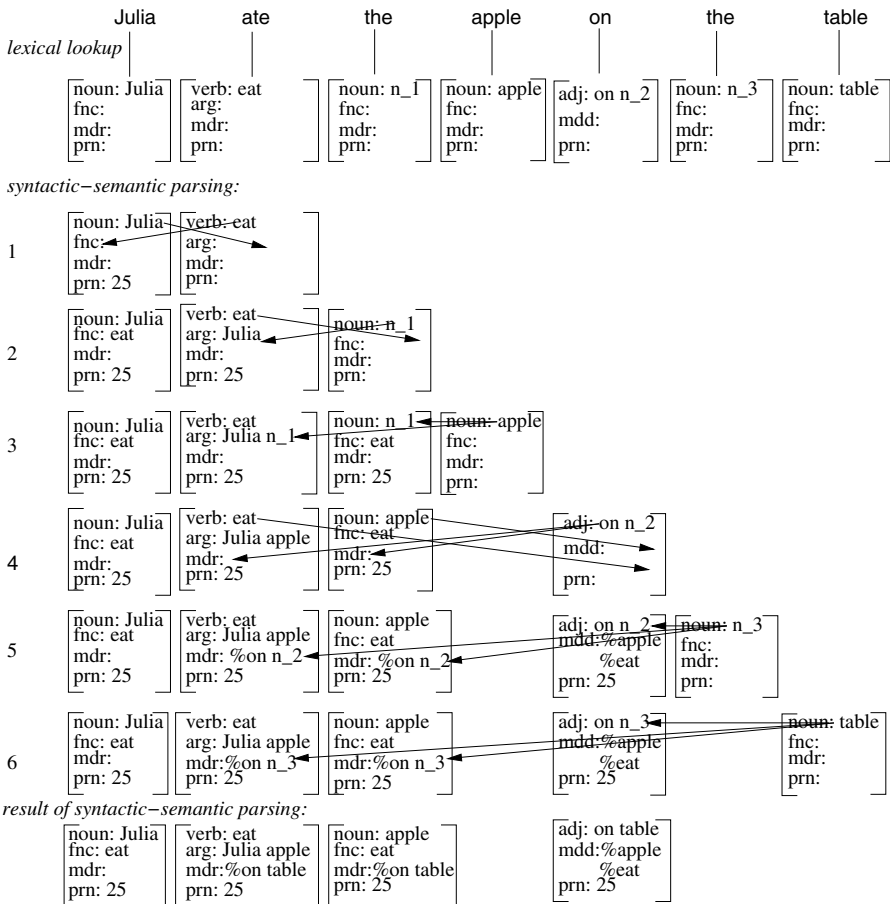 Julia ate the apple on the table
lexical lookup
noun: Julia verb: eat noun: n_1 noun: apple adj: on n_2 noun: n_3 noun: table
fnc: arg: fnc: fnc: mdd: fnc: fnc:
mdr: mdr: mdr: mdr: prn: mdr: mdr:
prn: prn: prn: prn: prn: prn:
syntactic−semantic parsing:
1
noun: Julia verb: eat
fnc: arg:
mdr: mdr:
prn: 25 prn:
2
noun: Julia verb: eat noun: n_1
fnc: eat arg: Julia fnc:
mdr: mdr: mdr:
prn: 25 prn: 25 prn:
3
noun: Julia verb: eat noun: n_1 noun: apple
fnc: eat arg: Julia n_1 fnc: eat fnc:
mdr: mdr: mdr: mdr:
prn: 25 prn: 25 prn: 25 prn:
4
noun: Julia verb: eat noun: apple adj: on n_2
fnc: eat arg: Julia apple fnc: eat mdd:
mdr: mdr: mdr: prn:
prn: 25 prn: 25 prn: 25
5
noun: Julia verb: eat noun: apple adj: on n_2 noun: n_3
fnc: eat arg: Julia apple fnc: eat mdd:%apple fnc:
mdr: mdr: %on n_2 mdr: %on n_2 %eat mdr:
prn: 25 prn: 25 prn: 25 prn: 25 prn:
6
noun: Julia verb: eat noun: apple adj: on n_3 noun: table
fnc: eat arg: Julia apple fnc: eat mdd:%apple fnc:
mdr: mdr:%on n_3 mdr:%on n_3 %eat mdr:
prn: 25 prn: 25 prn: 25 prn: 25 prn:
result of syntactic−semantic parsing:
noun: Julia verb: eat noun: apple adj: on table
fnc: eat arg: Julia apple fnc: eat mdd:%apple
mdr: mdr:%on table mdr:%on table %eat
prn: 25 prn: 25 prn: 25 prn: 25